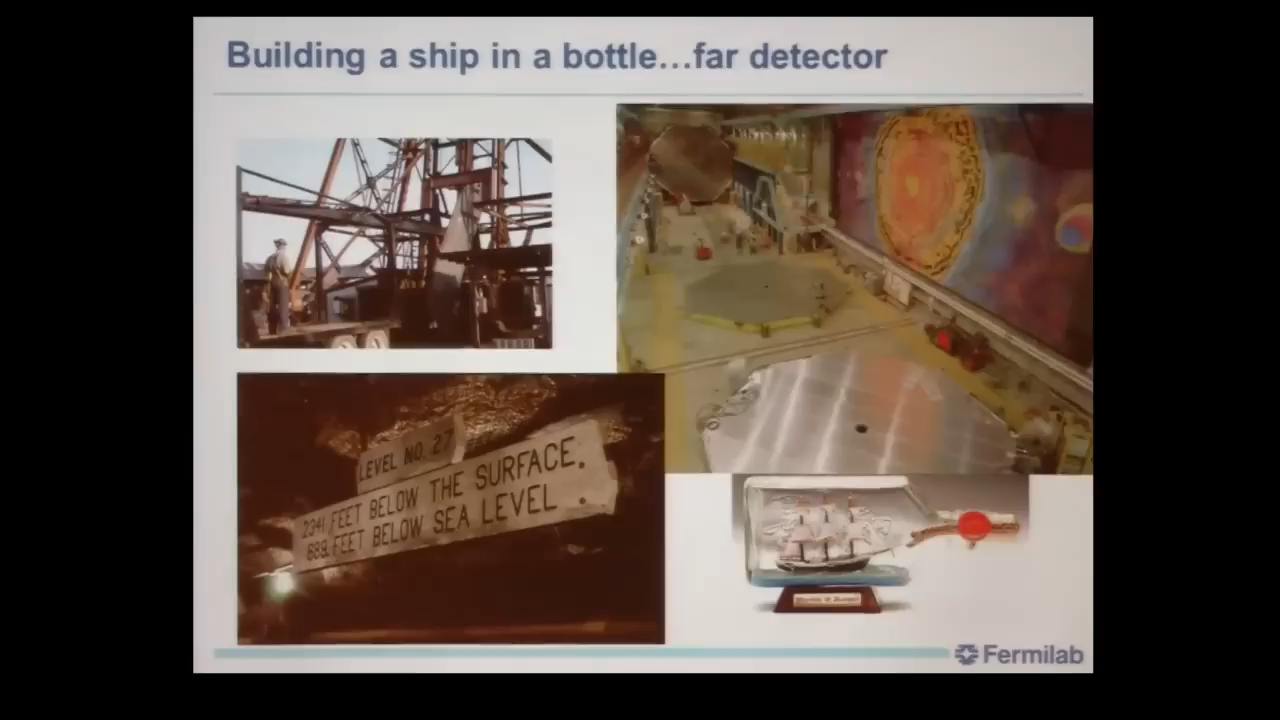 Building a ship in a bottle...far detector
LEVEL NO. 27
2341 FEET BELOW THE SURFACE.
689 FEET BELOW SEA LEVEL.
Fermilab